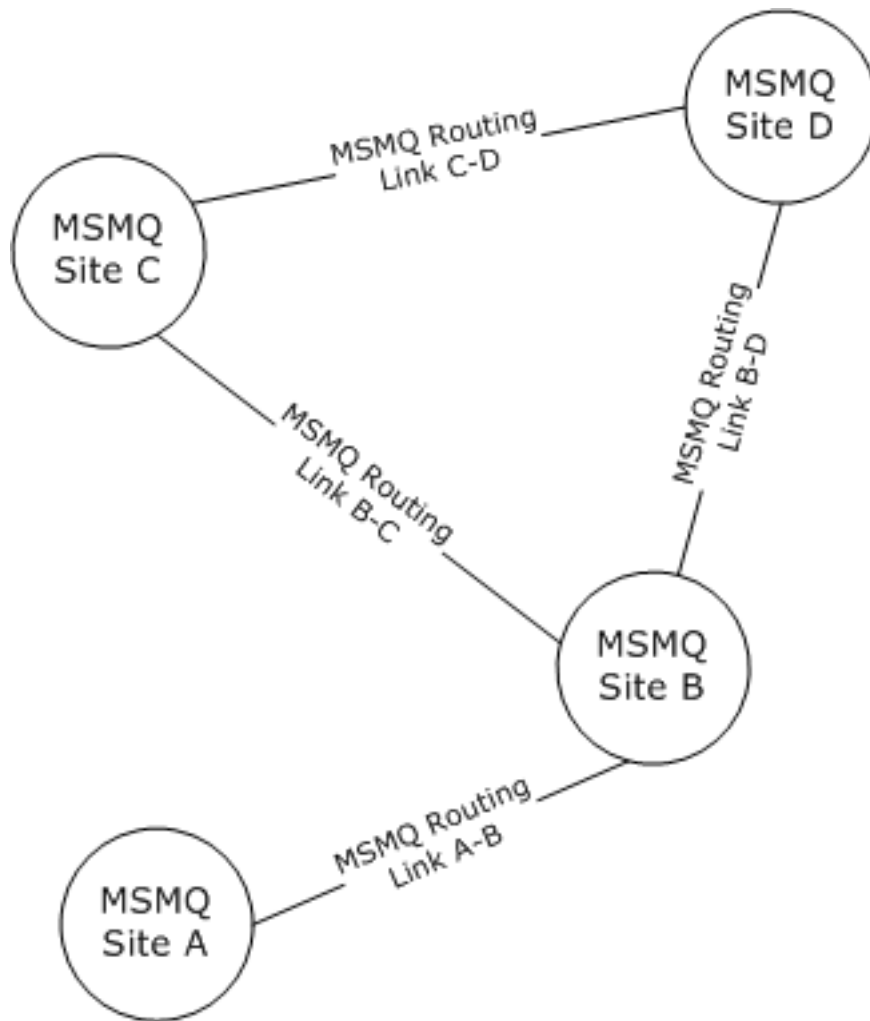 MSMQ
Site D
MSMQ Routing
Link C-D
MSMQ
Site C
MSMQ Routing
Link B-D
MSMQ Routing
Link B-C
MSMQ
Site B
MSMQ Routing
Link A-B
MSMQ
Site A